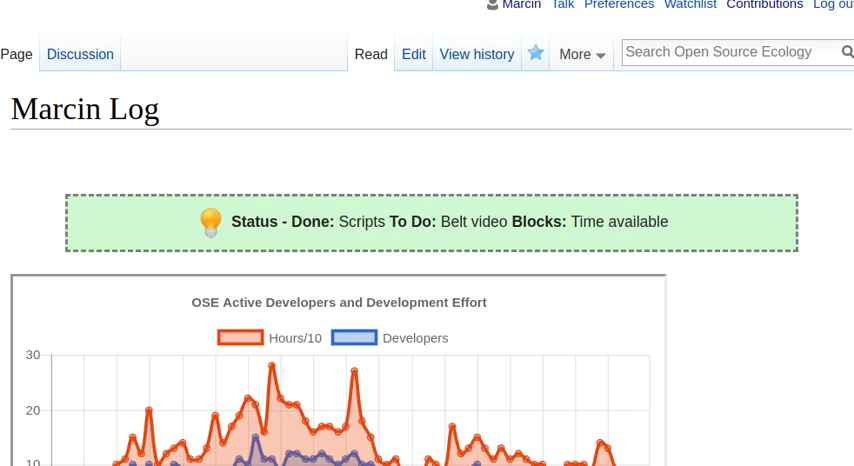 Marcin Talk Preferences Watchlist Contributions Log out
Page Discussion Read Edit View history More Search Open Source Ecology
Marcin Log
Status - Done: Scripts To Do: Belt video Blocks: Time available
OSE Active Developers and Development Effort
Hours/10 Developers
30
20
10